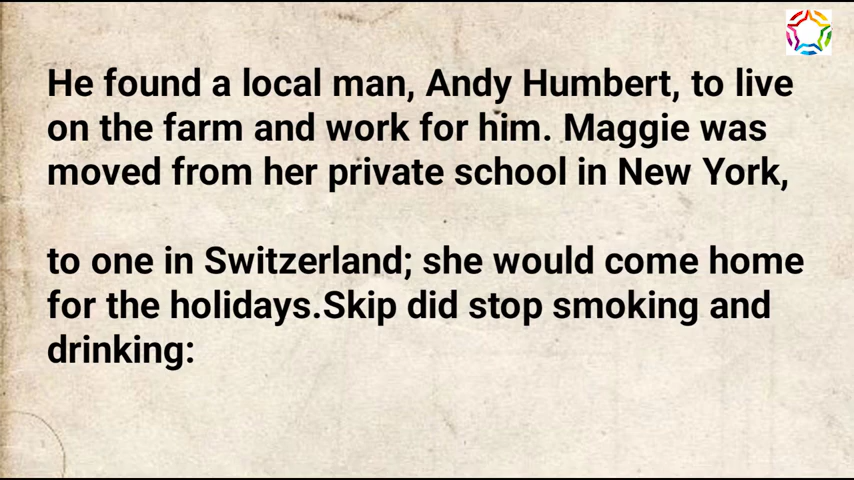 He found a local man, Andy Humbert, to live
on the farm and work for him. Maggie was
moved from her private school in New York,
to one in Switzerland; she would come home
for the holidays.Skip did stop smoking and
drinking: